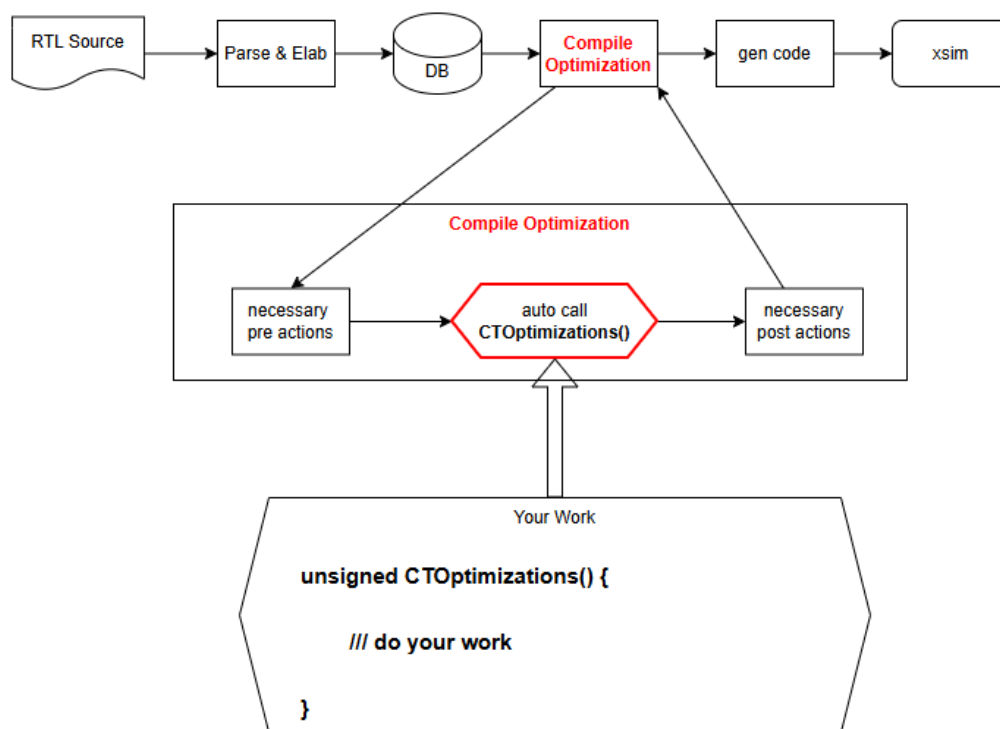 RTL Source
Parse & Elab
DB
Compile
Optimization
gen code
xsim
Compile Optimization
necessary
pre actions
auto call
CTOptimizations()
necessary
post actions
Your Work
unsigned CTOptimizations() {
/// do your work
}